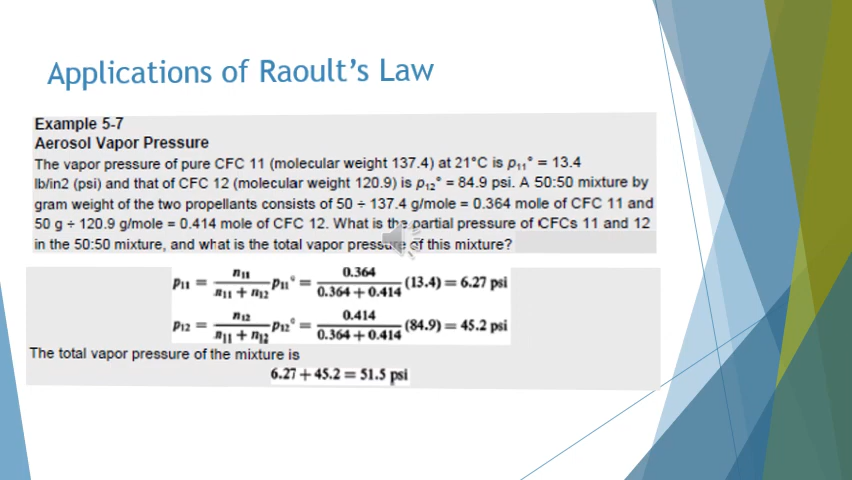 Applications of Raoult's Law
Example 5-7
Aerosol Vapor Pressure
The vapor pressure of pure CFC 11 (molecular weight 137.4) at 21°C is p₁₁° = 13.4
lb/in2 (psi) and that of CFC 12 (molecular weight 120.9) is p₁₂° = 84.9 psi. A 50:50 mixture by
gram weight of the two propellants consists of 50 ÷ 137.4 g/mole = 0.364 mole of CFC 11 and
50 g ÷ 120.9 g/mole = 0.414 mole of CFC 12. What is the partial pressure of CFCs 11 and 12
in the 50:50 mixture, and what is the total vapor pressure of this mixture?
p₁₁ = n₁₁ / (n₁₁ + n₁₂) p₁₁° = 0.364 / (0.364 + 0.414) (13.4) = 6.27 psi
p₁₂ = n₁₂ / (n₁₁ + n₁₂) p₁₂° = 0.414 / (0.364 + 0.414) (84.9) = 45.2 psi
The total vapor pressure of the mixture is
6.27 + 45.2 = 51.5 psi